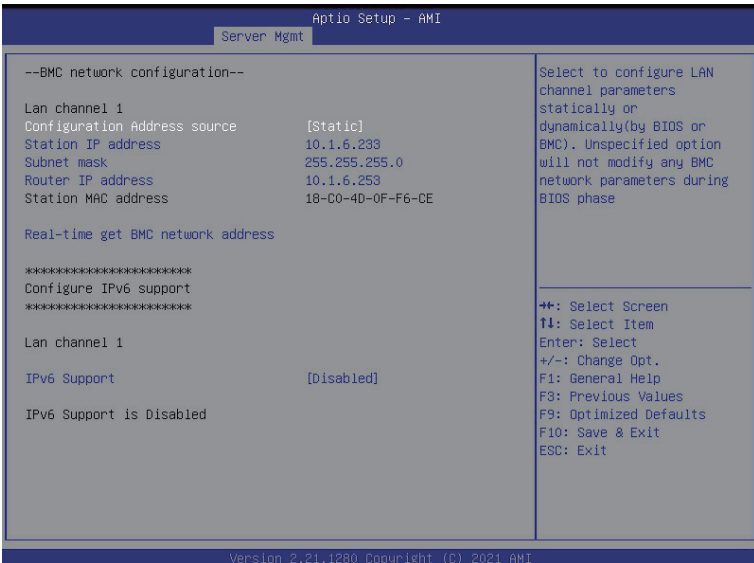 Aptio Setup – AMI
Server Mgmt
--BMC network configuration--
Lan channel 1
Configuration Address source [Static]
Station IP address 10.1.6.233
Subnet mask 255.255.255.0
Router IP address 10.1.6.253
Station MAC address 18-C0-4D-0F-F6-CE
Real-time get BMC network address
**********************
Configure IPv6 support
**********************
Lan channel 1
IPv6 Support [Disabled]
IPv6 Support is Disabled
Select to configure LAN
channel parameters
statically or
dynamically(by BIOS or
BMC). Unspecified option
will not modify any BMC
network parameters during
BIOS phase
→←: Select Screen
↑↓: Select Item
Enter: Select
+/-: Change Opt.
F1: General Help
F3: Previous Values
F9: Optimized Defaults
F10: Save & Exit
ESC: Exit
Version 2.21.1280 Copyright (C) 2021 AMI